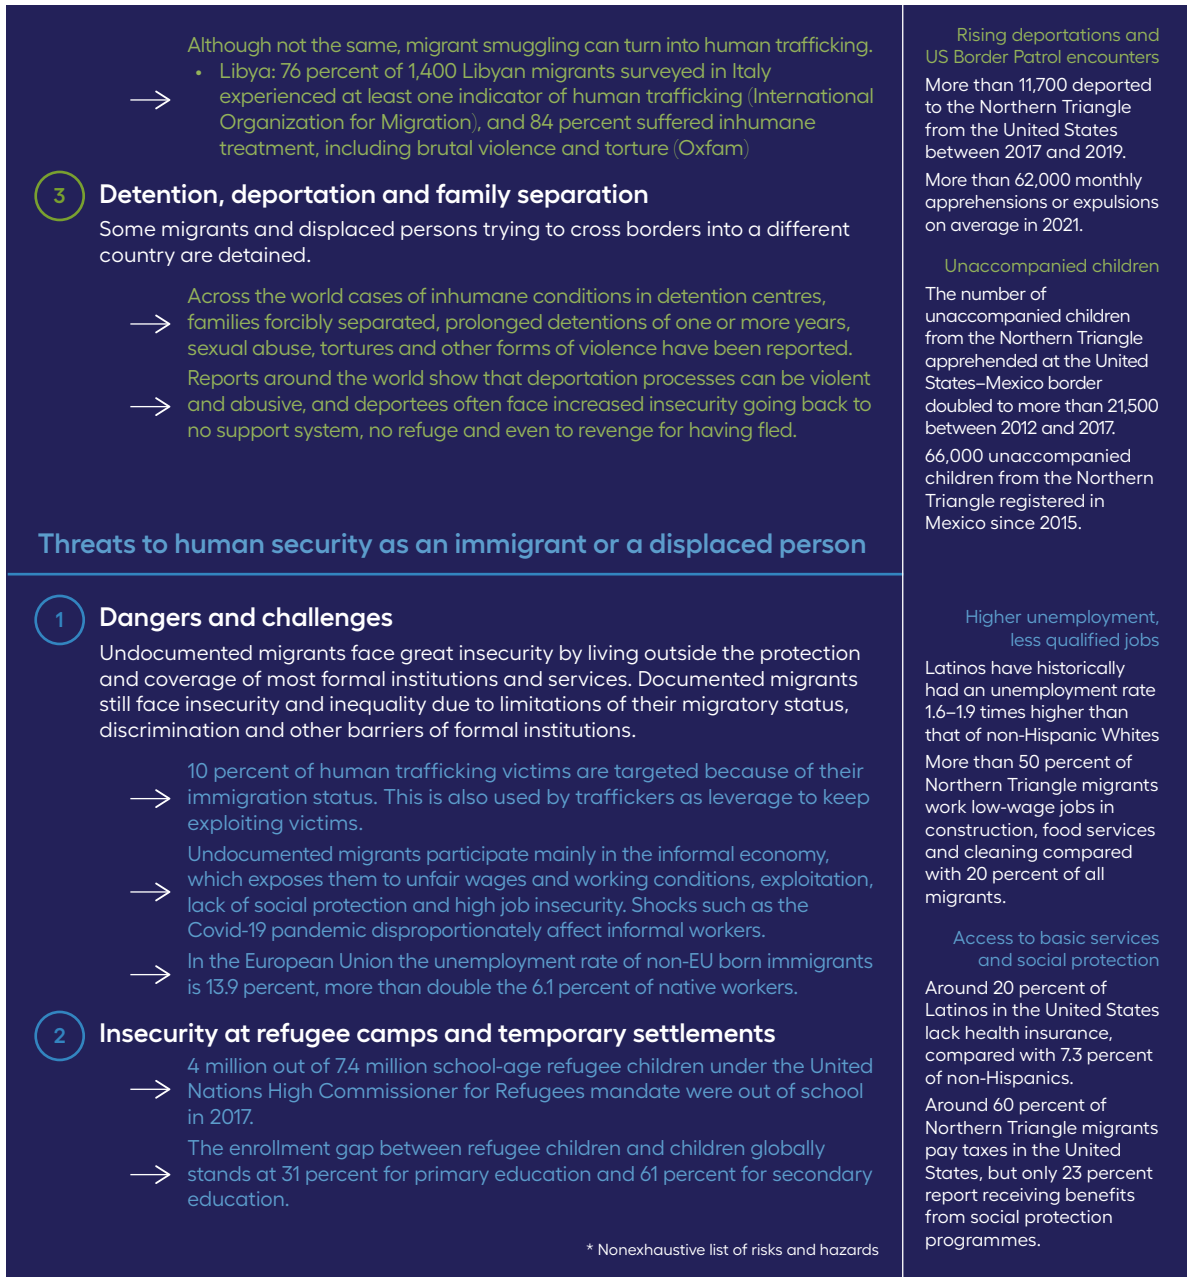 Although not the same, migrant smuggling can turn into human trafficking.
• Libya: 76 percent of 1,400 Libyan migrants surveyed in Italy
experienced at least one indicator of human trafficking (International
Organization for Migration), and 84 percent suffered inhumane
treatment, including brutal violence and torture (Oxfam)
3 Detention, deportation and family separation
Some migrants and displaced persons trying to cross borders into a different
country are detained.
Across the world cases of inhumane conditions in detention centres,
families forcibly separated, prolonged detentions of one or more years,
sexual abuse, tortures and other forms of violence have been reported.
Reports around the world show that deportation processes can be violent
and abusive, and deportees often face increased insecurity going back to
no support system, no refuge and even to revenge for having fled.
Threats to human security as an immigrant or a displaced person
1 Dangers and challenges
Undocumented migrants face great insecurity by living outside the protection
and coverage of most formal institutions and services. Documented migrants
still face insecurity and inequality due to limitations of their migratory status,
discrimination and other barriers of formal institutions.
10 percent of human trafficking victims are targeted because of their
immigration status. This is also used by traffickers as leverage to keep
exploiting victims.
Undocumented migrants participate mainly in the informal economy,
which exposes them to unfair wages and working conditions, exploitation,
lack of social protection and high job insecurity. Shocks such as the
Covid-19 pandemic disproportionately affect informal workers.
In the European Union the unemployment rate of non-EU born immigrants
is 13.9 percent, more than double the 6.1 percent of native workers.
2 Insecurity at refugee camps and temporary settlements
4 million out of 7.4 million school-age refugee children under the United
Nations High Commissioner for Refugees mandate were out of school
in 2017.
The enrollment gap between refugee children and children globally
stands at 31 percent for primary education and 61 percent for secondary
education.
* Nonexhaustive list of risks and hazards
Rising deportations and
US Border Patrol encounters
More than 11,700 deported
to the Northern Triangle
from the United States
between 2017 and 2019.
More than 62,000 monthly
apprehensions or expulsions
on average in 2021.
Unaccompanied children
The number of
unaccompanied children
from the Northern Triangle
apprehended at the United
States–Mexico border
doubled to more than 21,500
between 2012 and 2017.
66,000 unaccompanied
children from the Northern
Triangle registered in
Mexico since 2015.
Higher unemployment,
less qualified jobs
Latinos have historically
had an unemployment rate
1.6–1.9 times higher than
that of non-Hispanic Whites
More than 50 percent of
Northern Triangle migrants
work low-wage jobs in
construction, food services
and cleaning compared
with 20 percent of all
migrants.
Access to basic services
and social protection
Around 20 percent of
Latinos in the United States
lack health insurance,
compared with 7.3 percent
of non-Hispanics.
Around 60 percent of
Northern Triangle migrants
pay taxes in the United
States, but only 23 percent
report receiving benefits
from social protection
programmes.